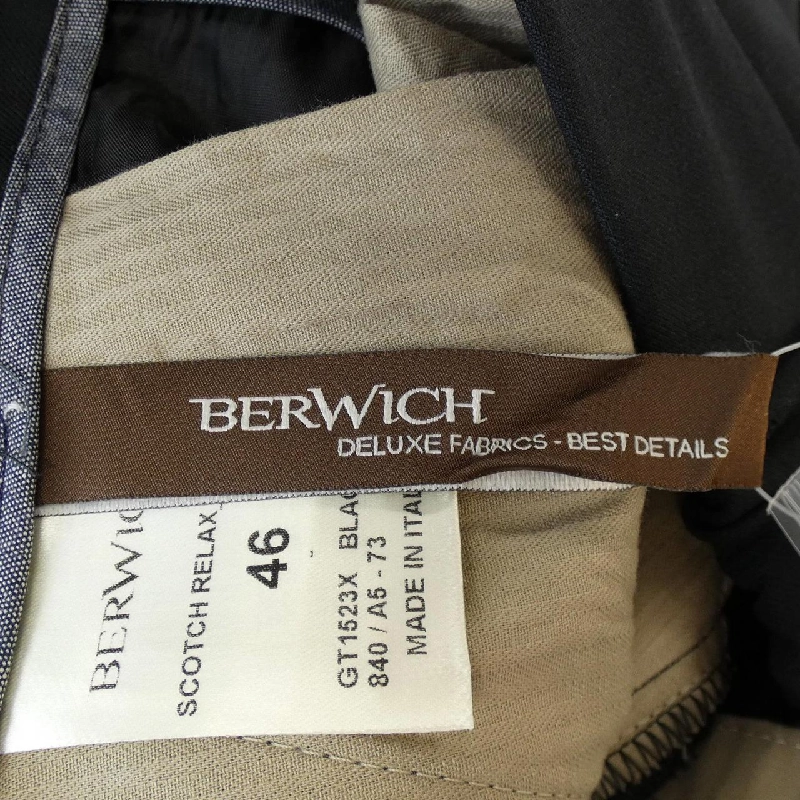 BERWICH
DELUXE FABRICS - BEST DETAILS
BERWIC
SCOTCH RELAX
46
GT1523X BLAC
840 / A5 - 73
MADE IN ITAL